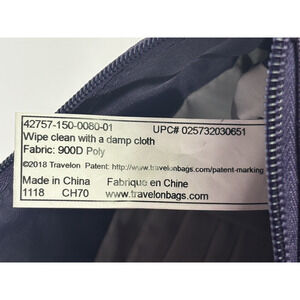 42757-150-0080-01 UPC# 025732030651
Wipe clean with a damp cloth
Fabric: 900D Poly
©2018 Travelon Patent: http://www.travelonbags.com/patent-marking
Made in China Fabrique en Chine
1118 CH70 www.travelonbags.com